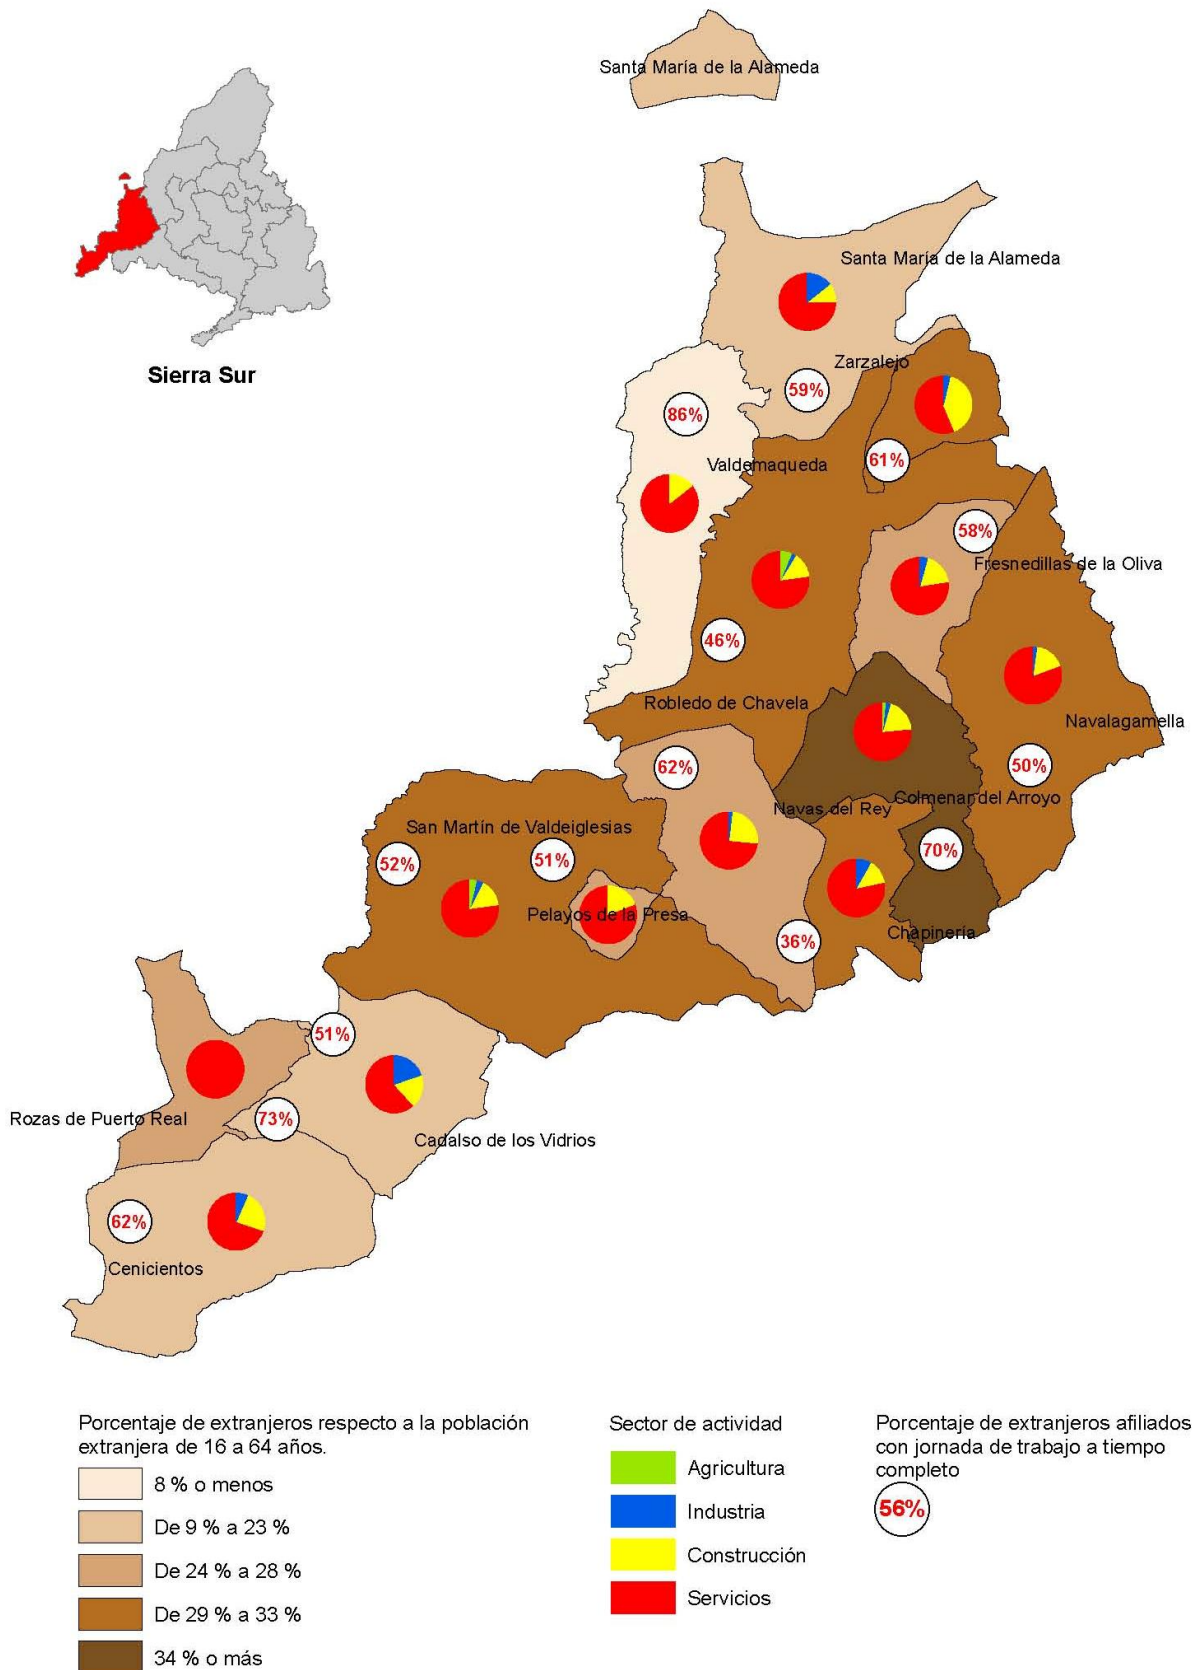 Santa María de la Alameda
Sierra Sur
Santa María de la Alameda
Zarzalejo
59%
86%
Valdemaqueda
61%
58%
Fresnedillas de la Oliva
46%
Robledo de Chavela
Navalagamella
50%
62%
Navas del Rey
Colmenar del Arroyo
San Martín de Valdeiglesias
52%
51%
70%
Pelayos de la Presa
Chapinería
36%
51%
Rozas de Puerto Real
73%
Cadalso de los Vidrios
62%
Cenicientos
Porcentaje de extranjeros respecto a la población
extranjera de 16 a 64 años.
8 % o menos
De 9 % a 23 %
De 24 % a 28 %
De 29 % a 33 %
34 % o más
Sector de actividad
Agricultura
Industria
Construcción
Servicios
Porcentaje de extranjeros afiliados
con jornada de trabajo a tiempo
completo
56%